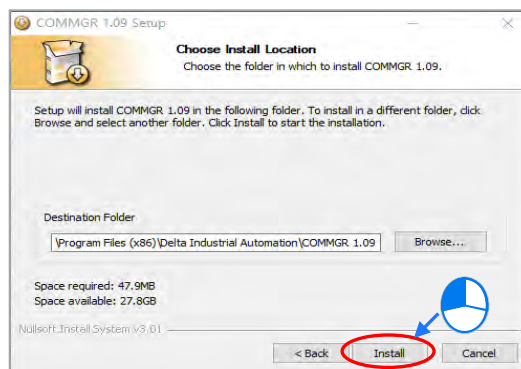 COMMGR 1.09 Setup
Choose Install Location
Choose the folder in which to install COMMGR 1.09.
Setup will install COMMGR 1.09 in the following folder. To install in a different folder, click
Browse and select another folder. Click Install to start the installation.
Destination Folder
\Program Files (x86)\Delta Industrial Automation\COMMGR 1.09
Browse...
Space required: 47.9MB
Space available: 27.8GB
Nullsoft Install System v3.01
< Back
Install
Cancel